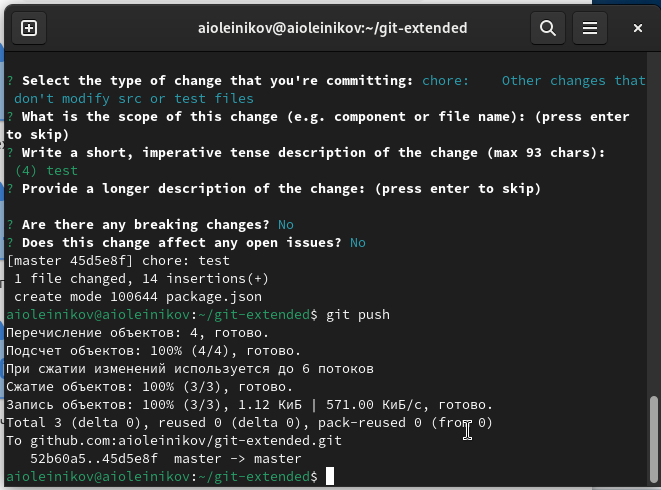 aioleinikov@aioleinikov:~/git-extended
? Select the type of change that you're committing: chore:    Other changes that
 don't modify src or test files
? What is the scope of this change (e.g. component or file name): (press enter
to skip)
? Write a short, imperative tense description of the change (max 93 chars):
 (4) test
? Provide a longer description of the change: (press enter to skip)
? Are there any breaking changes? No
? Does this change affect any open issues? No
[master 45d5e8f] chore: test
 1 file changed, 14 insertions(+)
 create mode 100644 package.json
aioleinikov@aioleinikov:~/git-extended$ git push
Перечисление объектов: 4, готово.
Подсчет объектов: 100% (4/4), готово.
При сжатии изменений используется до 6 потоков
Сжатие объектов: 100% (3/3), готово.
Запись объектов: 100% (3/3), 1.12 КиБ | 571.00 КиБ/с, готово.
Total 3 (delta 0), reused 0 (delta 0), pack-reused 0 (from 0)
To github.com:aioleinikov/git-extended.git
   52b60a5..45d5e8f  master -> master
aioleinikov@aioleinikov:~/git-extended$